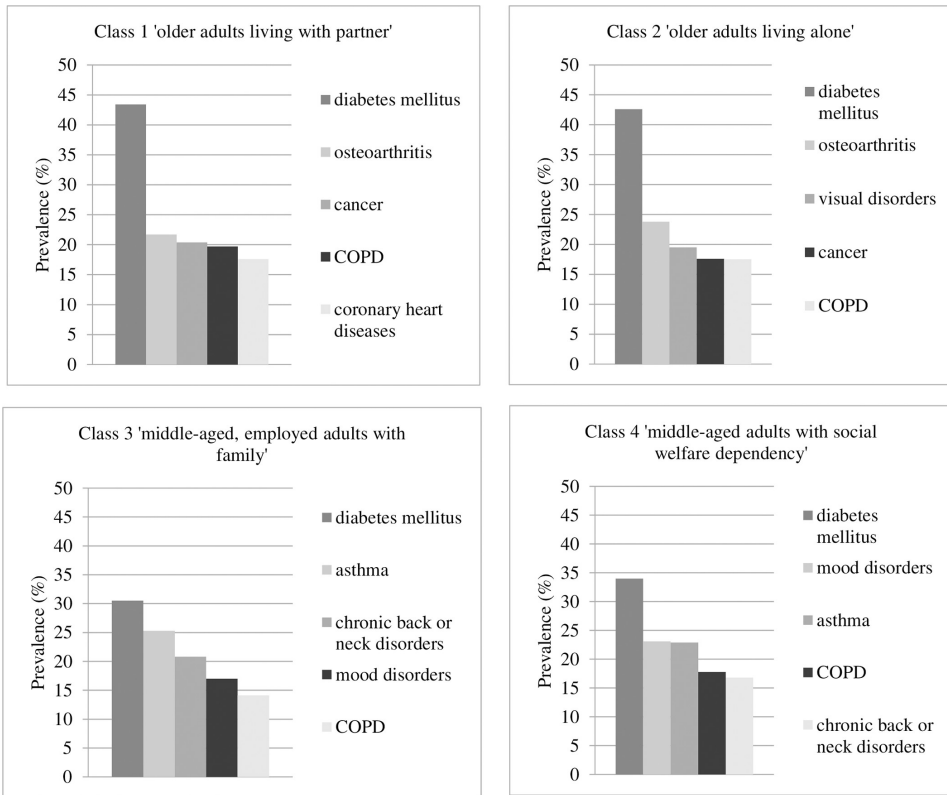 Class 1 'older adults living with partner'
Prevalence (%)
50
45
40
35
30
25
20
15
10
5
0
diabetes mellitus
osteoarthritis
cancer
COPD
coronary heart
diseases
Class 2 'older adults living alone'
Prevalence (%)
50
45
40
35
30
25
20
15
10
5
0
diabetes
mellitus
osteoarthritis
visual disorders
cancer
COPD
Class 3 'middle-aged, employed adults with
family'
Prevalence (%)
50
45
40
35
30
25
20
15
10
5
0
diabetes mellitus
asthma
chronic back or
neck disorders
mood disorders
COPD
Class 4 'middle-aged adults with social
welfare dependency'
Prevalence (%)
50
45
40
35
30
25
20
15
10
5
0
diabetes
mellitus
mood disorders
asthma
COPD
chronic back or
neck disorders